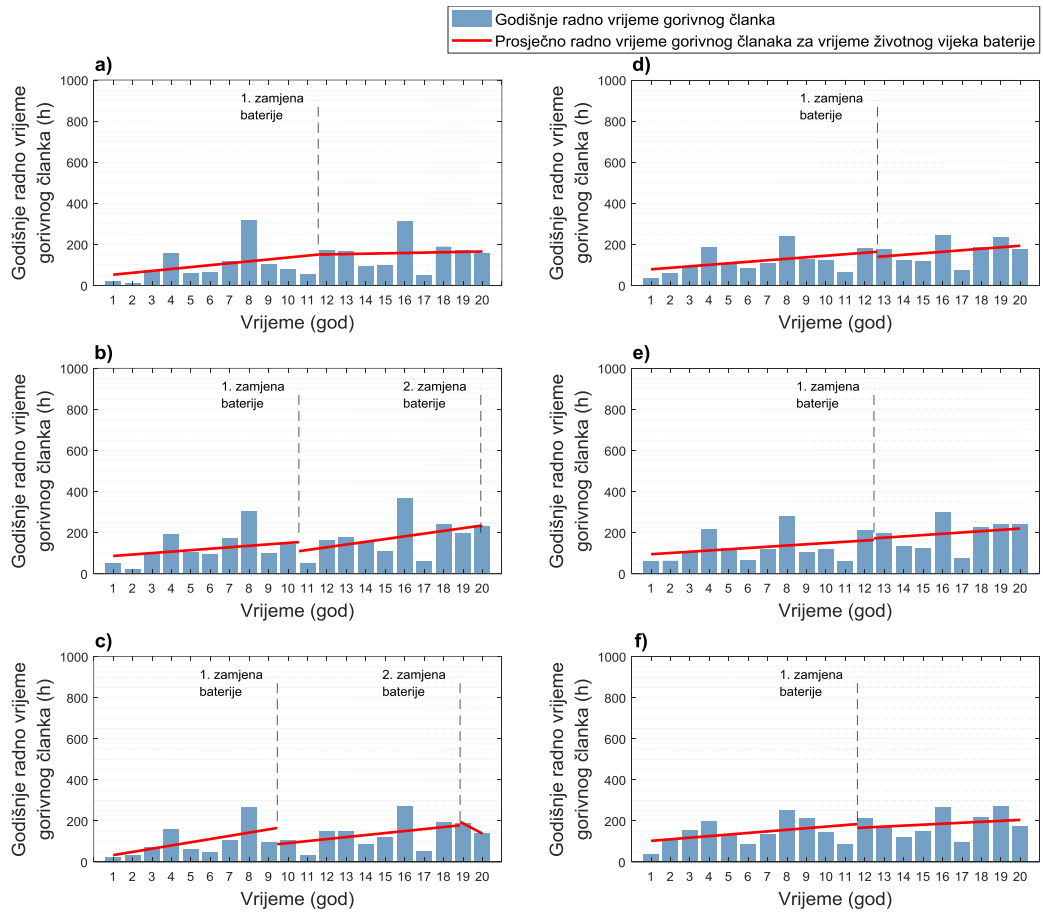 Godišnje radno vrijeme gorivnog članka
Prosječno radno vrijeme gorivnog članaka za vrijeme životnog vijeka baterije
a)
1000
800
600
400
200
0
Godišnje radno vrijeme
gorivnog članka (h)
1. zamjena
baterije
1 2 3 4 5 6 7 8 9 10 11 12 13 14 15 16 17 18 19 20
Vrijeme (god)
d)
1000
800
600
400
200
0
Godišnje radno vrijeme
gorivnog članka (h)
1. zamjena
baterije
1 2 3 4 5 6 7 8 9 10 11 12 13 14 15 16 17 18 19 20
Vrijeme (god)
b)
1000
800
600
400
200
0
Godišnje radno vrijeme
gorivnog članka (h)
1. zamjena
baterije
2. zamjena
baterije
1 2 3 4 5 6 7 8 9 10 11 12 13 14 15 16 17 18 19 20
Vrijeme (god)
e)
1000
800
600
400
200
0
Godišnje radno vrijeme
gorivnog članka (h)
1. zamjena
baterije
1 2 3 4 5 6 7 8 9 10 11 12 13 14 15 16 17 18 19 20
Vrijeme (god)
c)
1000
800
600
400
200
0
Godišnje radno vrijeme
gorivnog članka (h)
1. zamjena
baterije
2. zamjena
baterije
1 2 3 4 5 6 7 8 9 10 11 12 13 14 15 16 17 18 19 20
Vrijeme (god)
f)
1000
800
600
400
200
0
Godišnje radno vrijeme
gorivnog članka (h)
1. zamjena
baterije
1 2 3 4 5 6 7 8 9 10 11 12 13 14 15 16 17 18 19 20
Vrijeme (god)